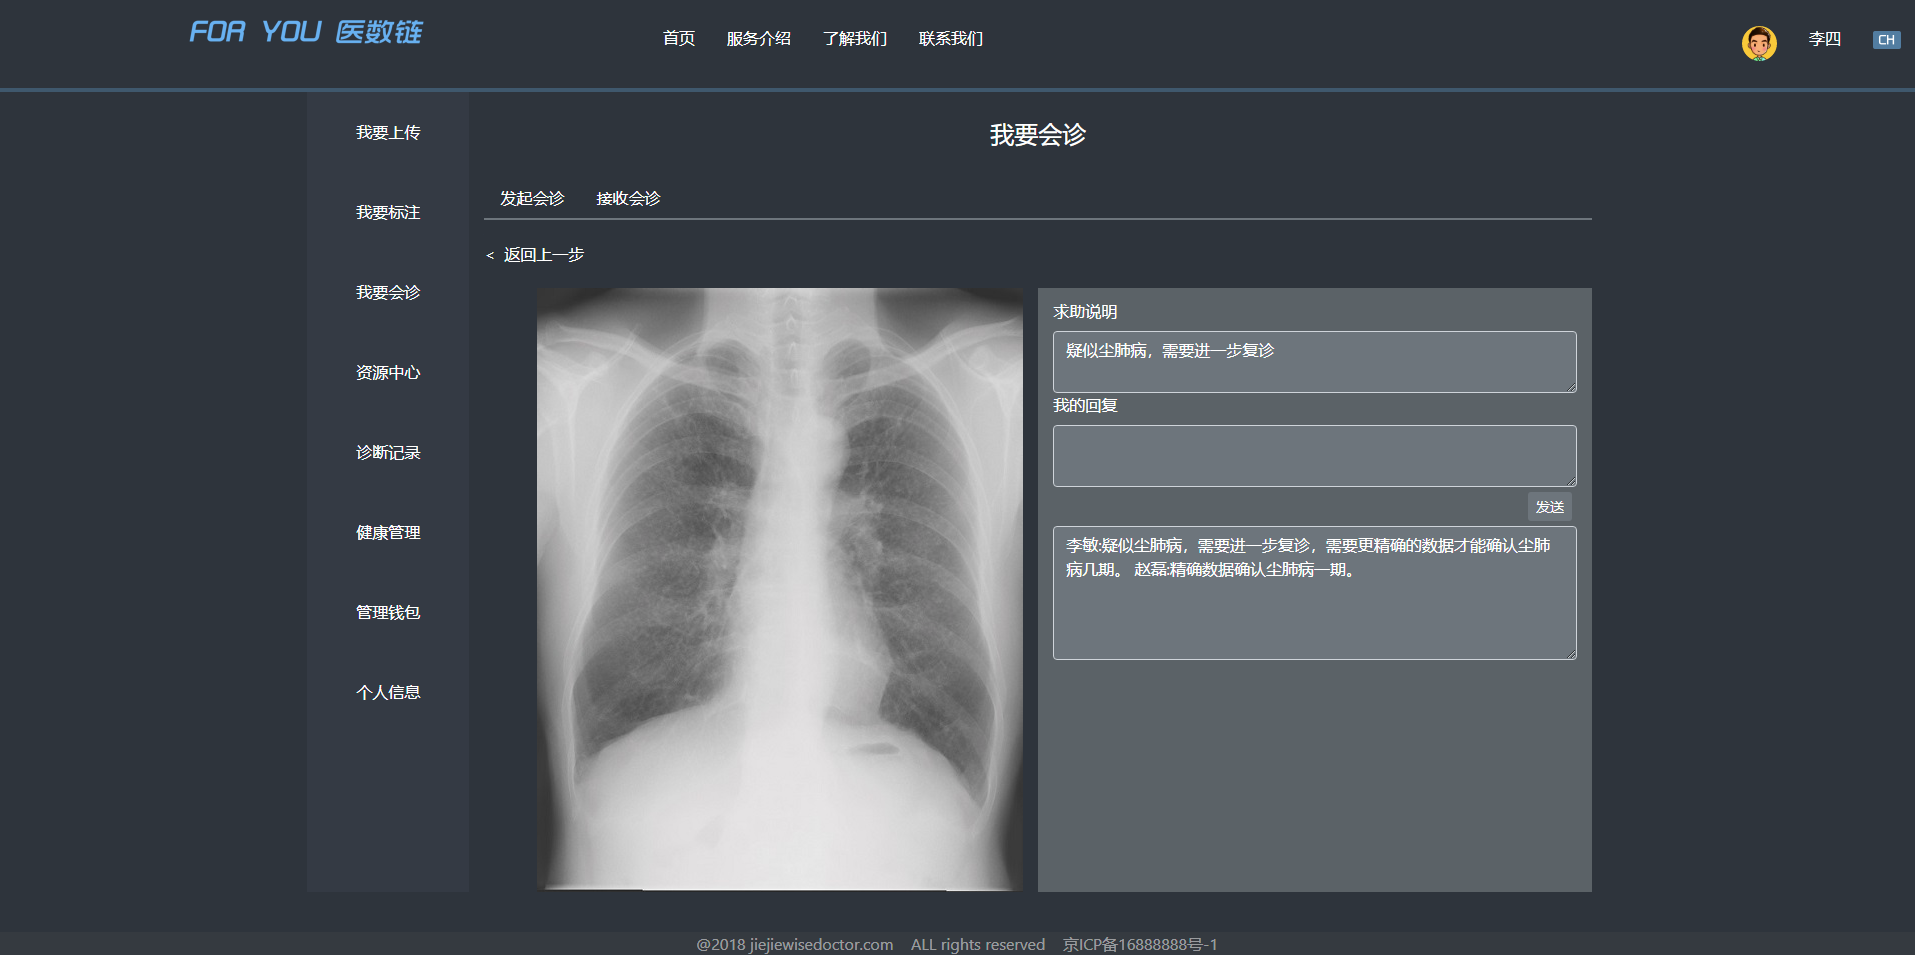 FOR YOU 医数链
首页 服务介绍 了解我们 联系我们
李四
CH
我要上传
我要标注
我要会诊
资源中心
诊断记录
健康管理
管理钱包
个人信息
我要会诊
发起会诊 接收会诊
< 返回上一步
求助说明
疑似尘肺病，需要进一步复诊
我的回复
发送
李敏:疑似尘肺病，需要进一步复诊，需要更精确的数据才能确认尘肺
病几期。 赵磊:精确数据确认尘肺病一期。
@2018 jiejiewisedoctor.com ALL rights reserved 京ICP备16888888号-1